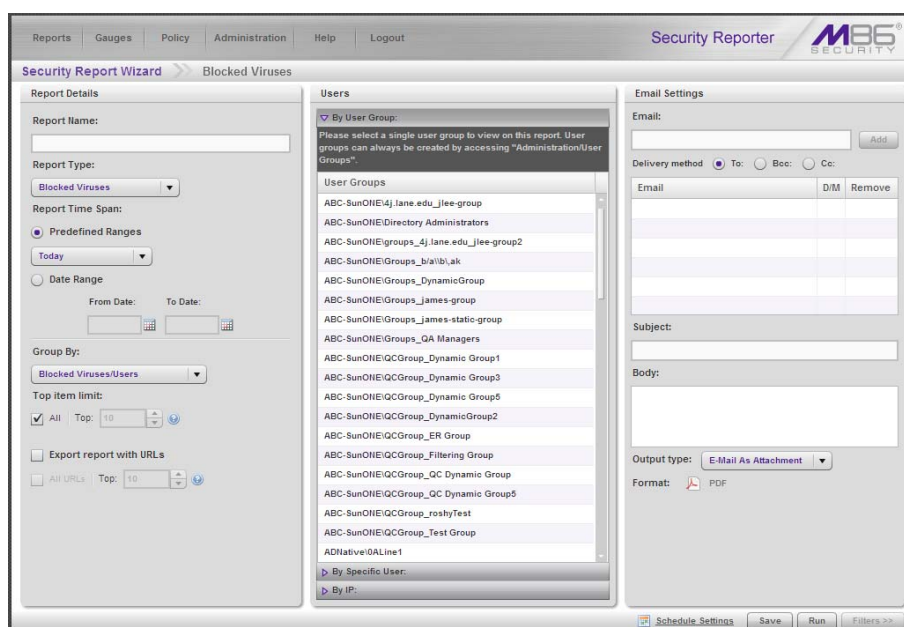 Reports Gauges Policy Administration Help Logout
Security Reporter
M86®
SECURITY
Security Report Wizard Blocked Viruses
Report Details
Report Name:
Report Type:
Blocked Viruses
Report Time Span:
Predefined Ranges
Today
Date Range
From Date: To Date:
Group By:
Blocked Viruses/Users
Top item limit:
All Top: 10
Export report with URLs
All URLs Top: 10
Users
By User Group:
Please select a single user group to view on this report. User
groups can always be created by accessing "Administration/User
Groups".
User Groups
ABC-SunONE\4j.lane.edu_jlee-group
ABC-SunONE\Directory Administrators
ABC-SunONE\groups_4j.lane.edu_jlee-group2
ABC-SunONE\Groups_b/a\\b\,ak
ABC-SunONE\Groups_DynamicGroup
ABC-SunONE\Groups_james-group
ABC-SunONE\Groups_james-static-group
ABC-SunONE\Groups_QA Managers
ABC-SunONE\QCGroup_Dynamic Group1
ABC-SunONE\QCGroup_Dynamic Group3
ABC-SunONE\QCGroup_Dynamic Group5
ABC-SunONE\QCGroup_DynamicGroup2
ABC-SunONE\QCGroup_ER Group
ABC-SunONE\QCGroup_Filtering Group
ABC-SunONE\QCGroup_QC Dynamic Group
ABC-SunONE\QCGroup_QC Dynamic Group5
ABC-SunONE\QCGroup_roshyTest
ABC-SunONE\QCGroup_Test Group
ADNative\0ALine1
By Specific User:
By IP:
Email Settings
Email:
Add
Delivery method To: Bcc: Cc:
Email D/M Remove
Subject:
Body:
Output type: E-Mail As Attachment
Format: PDF
Schedule Settings Save Run Filters >>